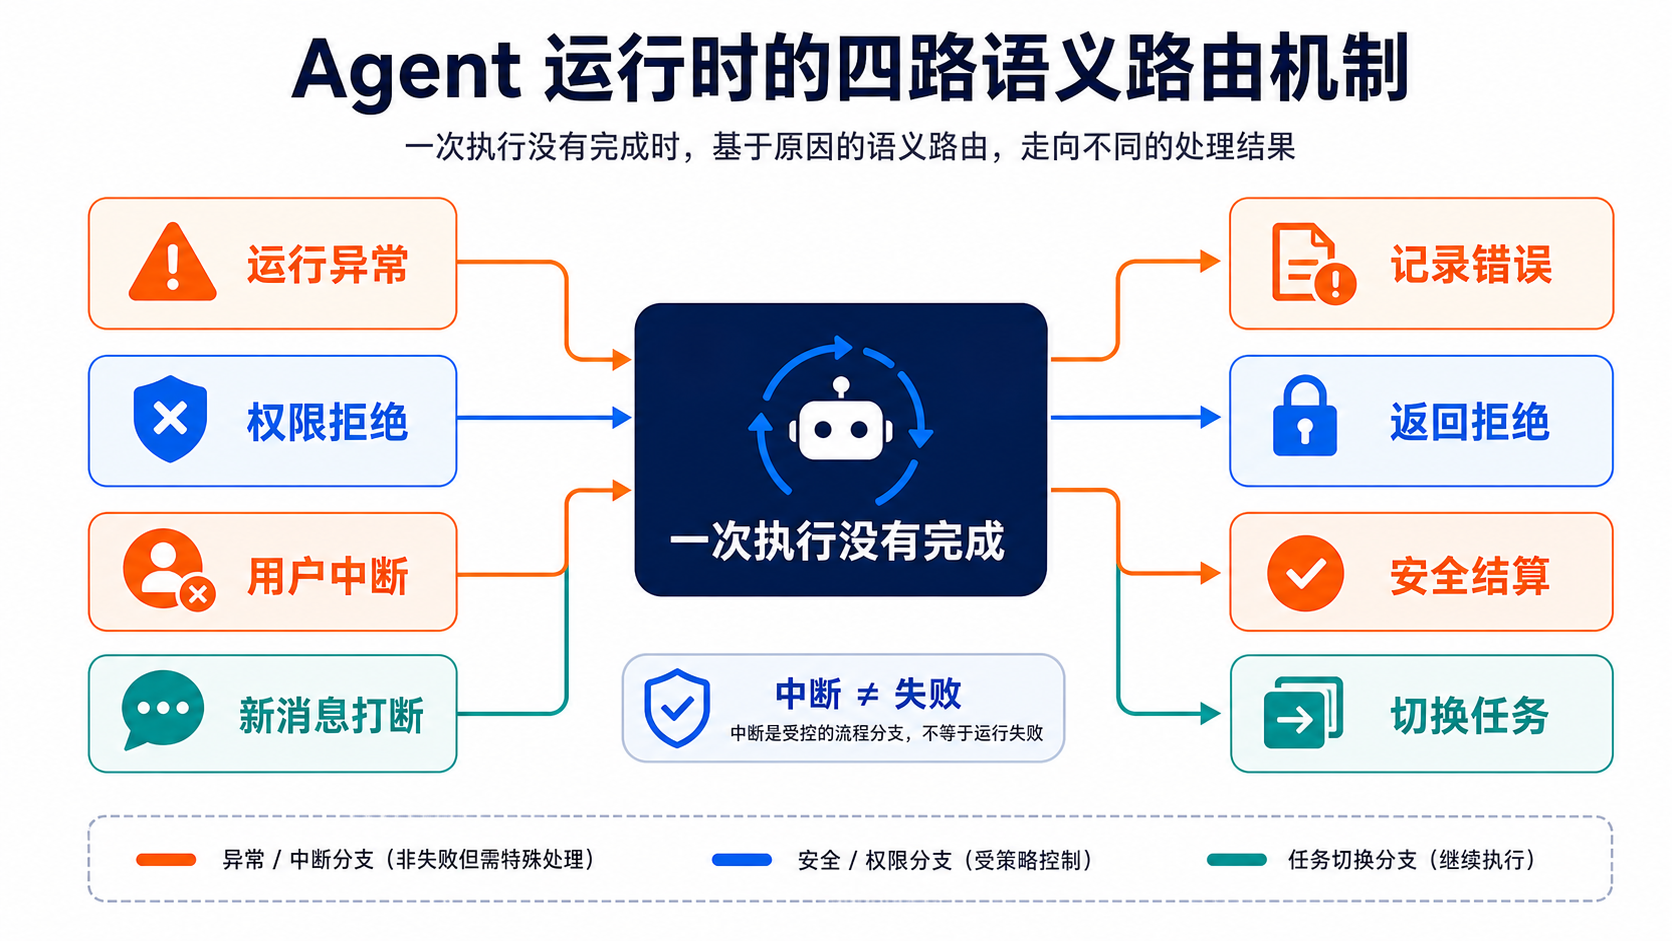 Agent 运行时的四路语义路由机制
一次执行没有完成时，基于原因的语义路由，走向不同的处理结果
运行异常
权限拒绝
用户中断
新消息打断
一次执行没有完成
中断 ≠ 失败
中断是受控的流程分支，不等于运行失败
记录错误
返回拒绝
安全结算
切换任务
异常 / 中断分支（非失败但需特殊处理）
安全 / 权限分支（受策略控制）
任务切换分支（继续执行）